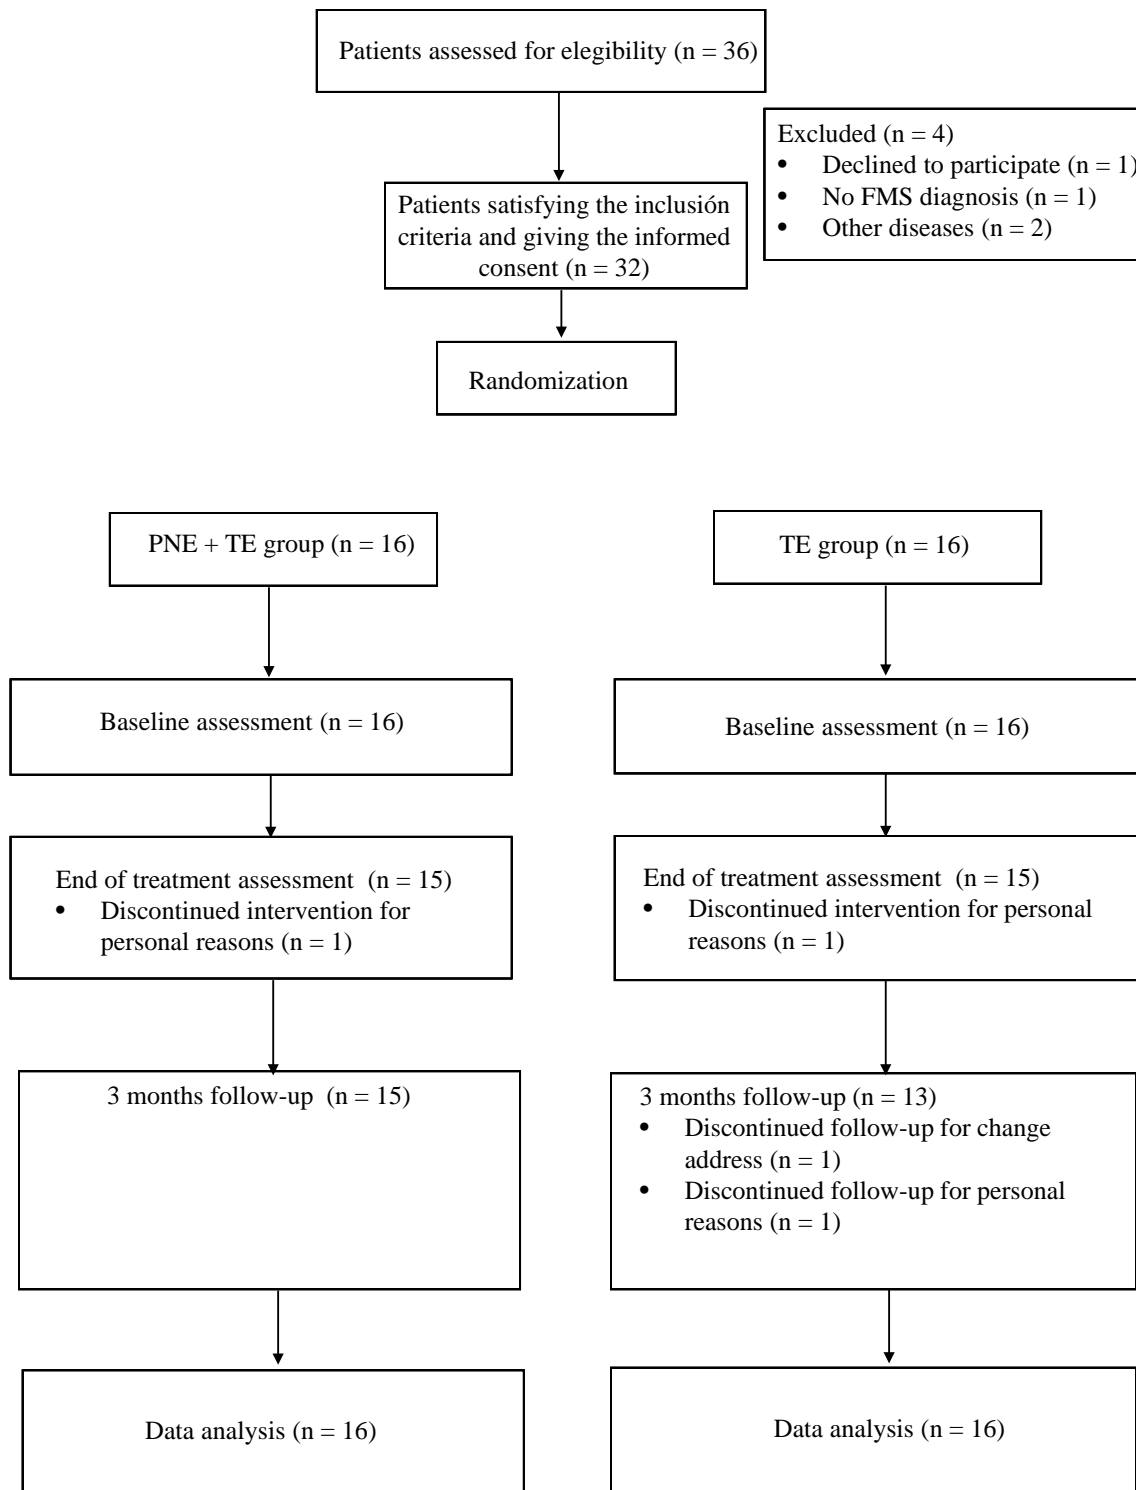 Patients assessed for elegibility (n = 36)
Excluded (n = 4)
• Declined to participate (n = 1)
• No FMS diagnosis (n = 1)
• Other diseases (n = 2)
Patients satisfying the inclusión
criteria and giving the informed
consent (n = 32)
Randomization
PNE + TE group (n = 16)
TE group (n = 16)
Baseline assessment (n = 16)
Baseline assessment (n = 16)
End of treatment assessment (n = 15)
• Discontinued intervention for
personal reasons (n = 1)
End of treatment assessment (n = 15)
• Discontinued intervention for personal
reasons (n = 1)
3 months follow-up (n = 15)
3 months follow-up (n = 13)
• Discontinued follow-up for change
address (n = 1)
• Discontinued follow-up for personal
reasons (n = 1)
Data analysis (n = 16)
Data analysis (n = 16)